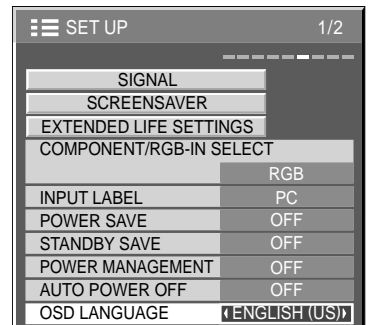 SET UP 1/2
SIGNAL
SCREENSAVER
EXTENDED LIFE SETTINGS
COMPONENT/RGB-IN SELECT
RGB
INPUT LABEL PC
POWER SAVE OFF
STANDBY SAVE OFF
POWER MANAGEMENT OFF
AUTO POWER OFF OFF
OSD LANGUAGE ENGLISH (US)